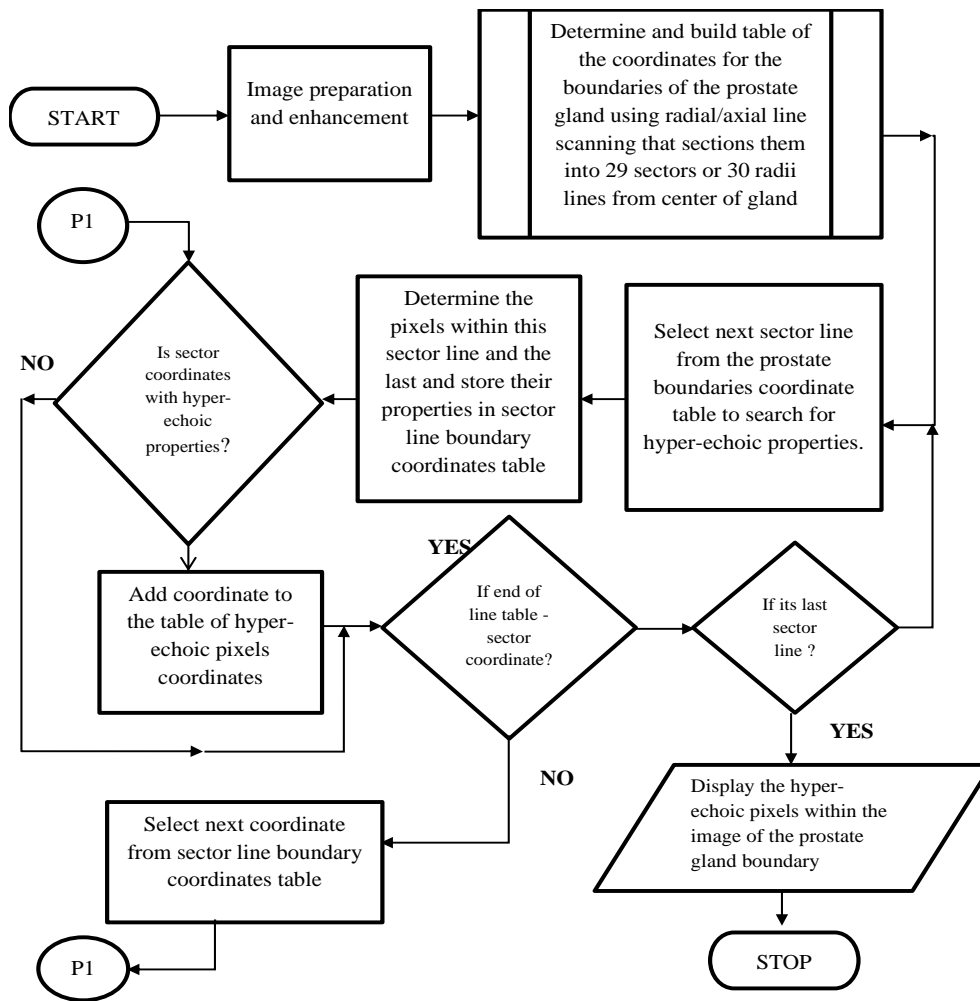 START
Image preparation
and enhancement
Determine and build table of
the coordinates for the
boundaries of the prostate
gland using radial/axial line
scanning that sections them
into 29 sectors or 30 radii
lines from center of gland
P1
Is sector
coordinates
with hyper-
echoic
properties?
NO
Determine the
pixels within this
sector line and the
last and store their
properties in sector
line boundary
coordinates table
Select next sector line
from the prostate
boundaries coordinate
table to search for
hyper-echoic properties.
YES
Add coordinate to
the table of hyper-
echoic pixels
coordinates
If end of
line table -
sector
coordinate?
If its last
sector
line ?
NO
YES
Select next coordinate
from sector line boundary
coordinates table
Display the hyper-
echoic pixels within the
image of the prostate
gland boundary
P1
STOP